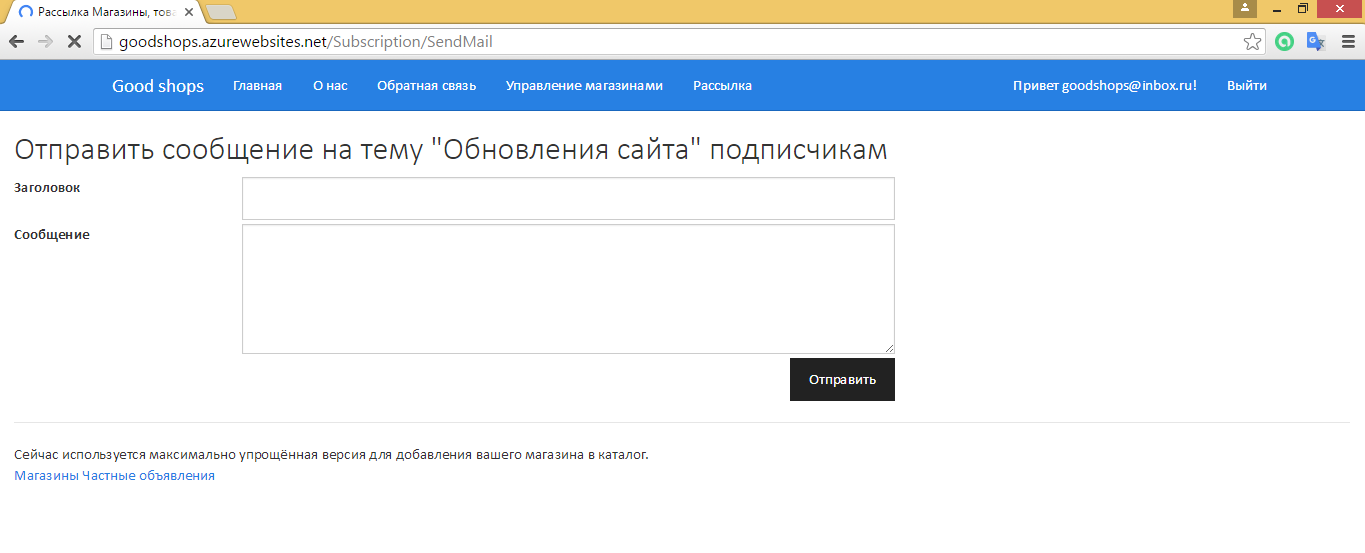 Рассылка Магазины, това
goodshops.azurewebsites.net/Subscription/SendMail
Good shops Главная О нас Обратная связь Управление магазинами Рассылка Привет goodshops@inbox.ru! Выйти
Отправить сообщение на тему "Обновления сайта" подписчикам
Заголовок
Сообщение
Отправить
Сейчас используется максимально упрощённая версия для добавления вашего магазина в каталог.
Магазины Частные объявления